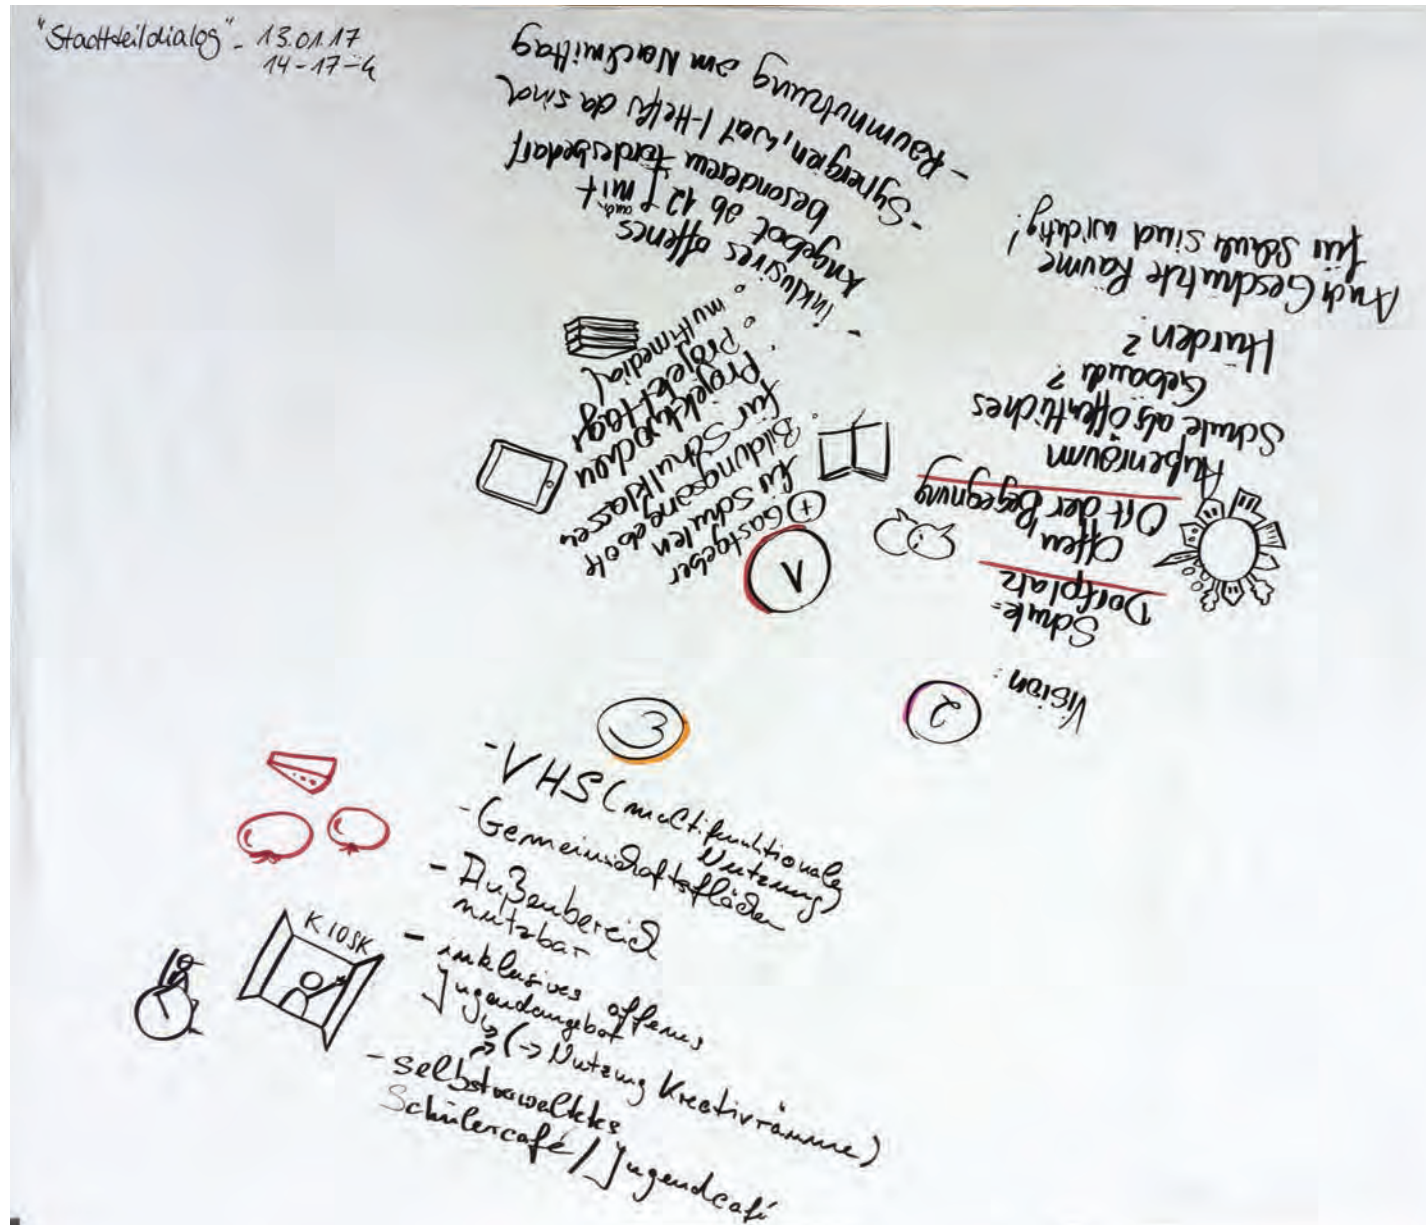 "Stadtteildialog" - 13.01.17
14-17-h
1
+ Gastgeber
für Schulen
Bildungsangebote
für Schulklassen
Projektwochen
Projekttage
multimedial
- inklusives offenes
Angebot ab 12 J auch mit
besonderem Förderbedarf
- Synergien, weil I-Helfer da sind
- Raumnutzung am Nachmittag
2
Vision:
Schule =
Dorfplatz
Offen
Ort der Begegnung
Außenraum
Schule als öffentliches
Gebäude?
Hürden?
Auch Geschützte Räume
für Schule sind wichtig!
3
- VHS (multifunktionale
Nutzung)
- Gemeinschaftsflächen
- Außenbereich
nutzbar
- inklusives offenes
Jugendangebot
(-> Nutzung Kreativräume)
- selbstverwaltetes
Schülercafé / Jugendcafé
KIOSK